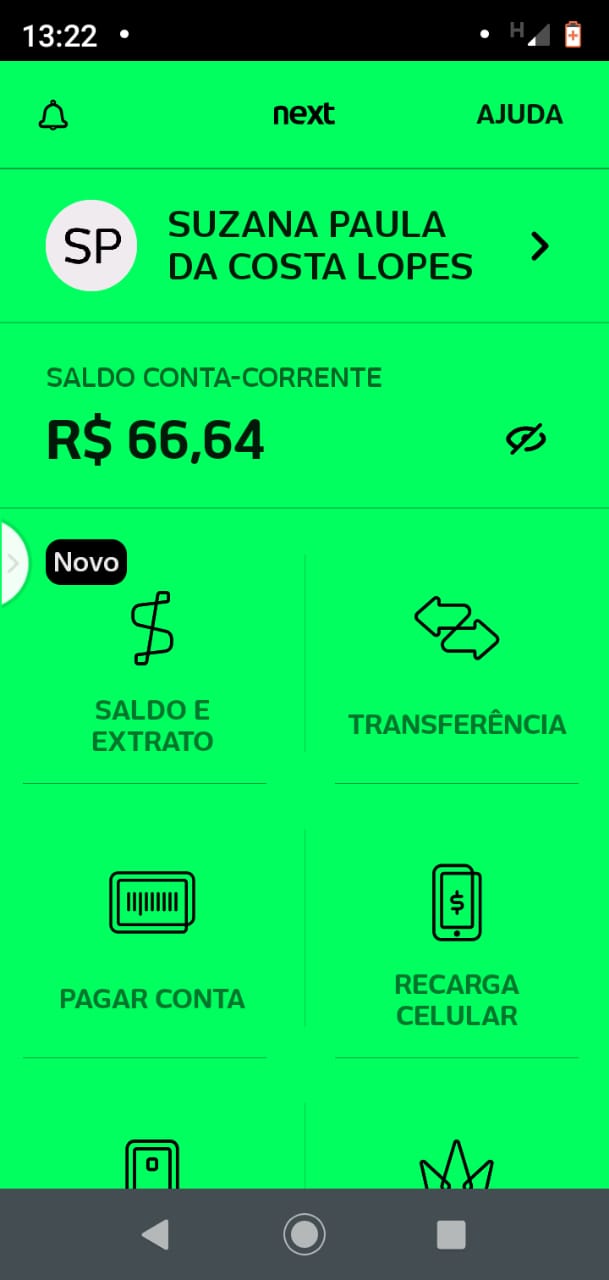 13:22
H
next
AJUDA
SP
SUZANA PAULA
DA COSTA LOPES
SALDO CONTA-CORRENTE
R$ 66,64
Novo
SALDO E
EXTRATO
TRANSFERÊNCIA
PAGAR CONTA
RECARGA
CELULAR